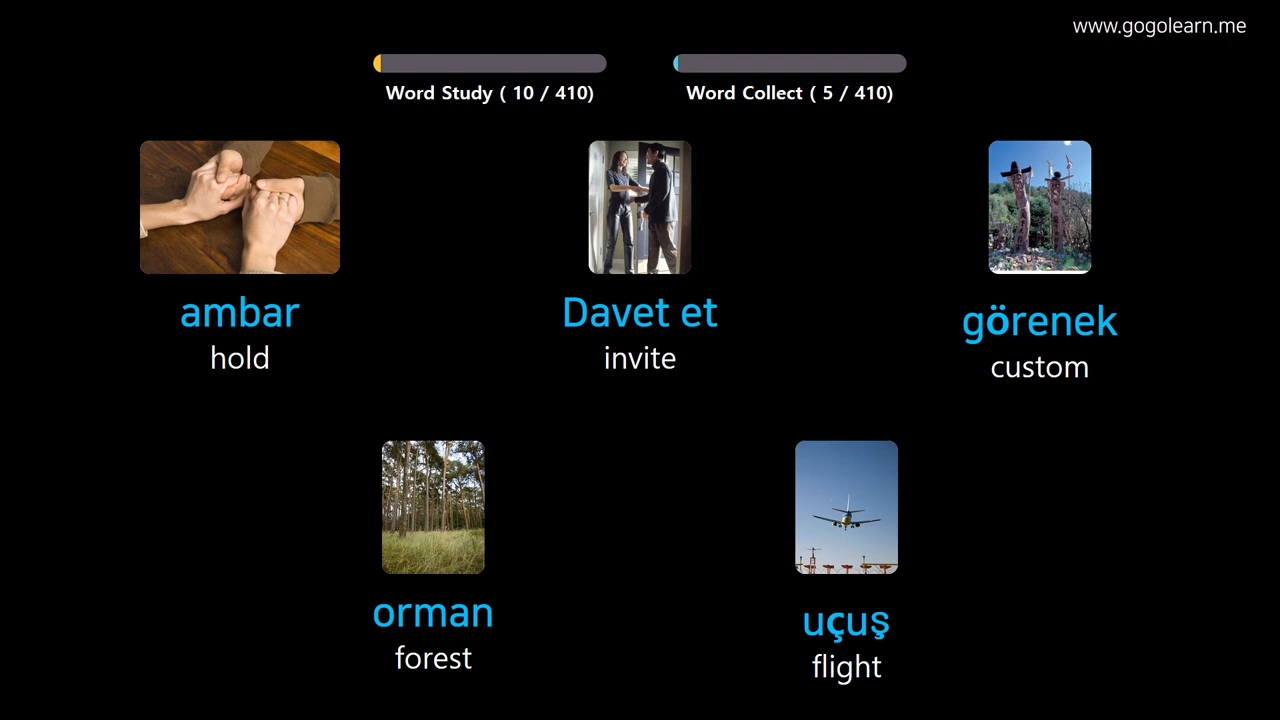 www.gogolearn.me
Word Study ( 10 / 410)
Word Collect ( 5 / 410)
ambar
hold
Davet et
invite
görenek
custom
orman
forest
uçuş
flight